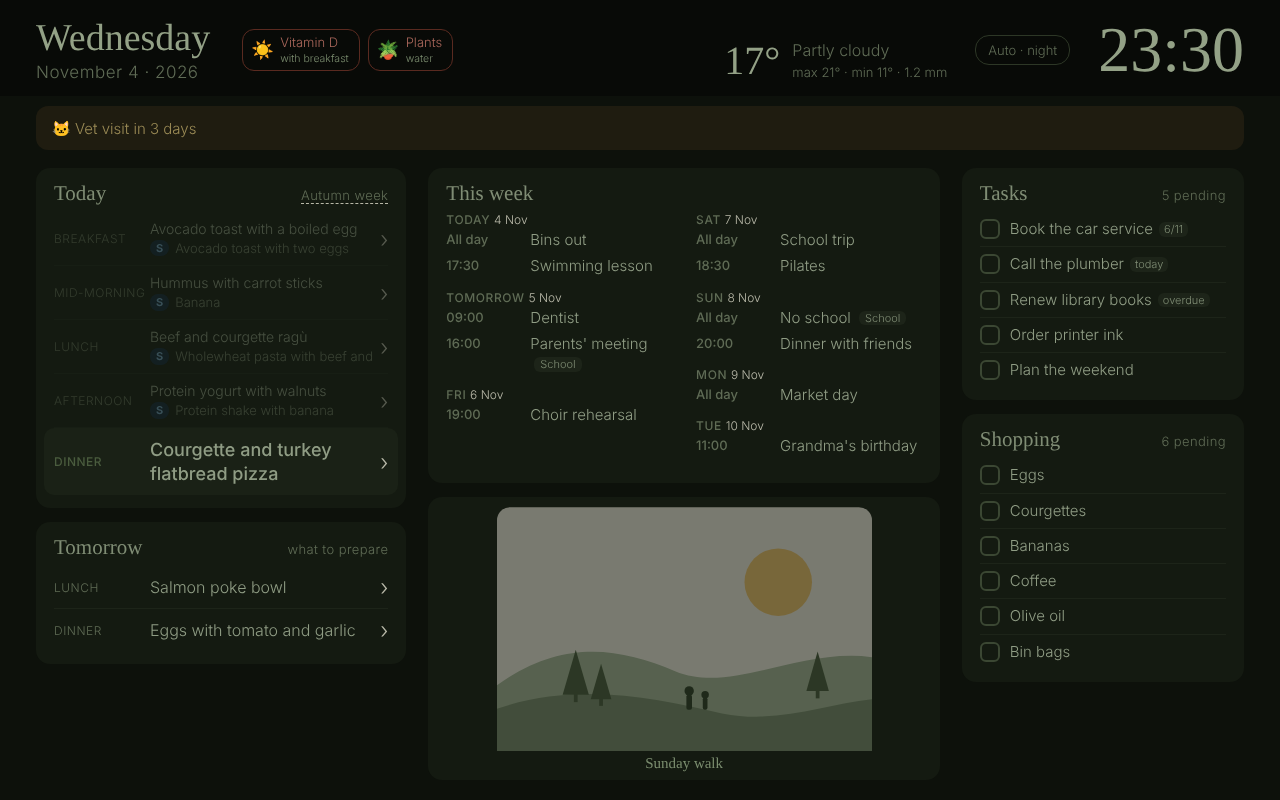 Wednesday
November 4 · 2026
Vitamin D
with breakfast
Plants
water
17°
Partly cloudy
max 21° · min 11° · 1.2 mm
Auto · night
23:30
Vet visit in 3 days
Today
Autumn week
BREAKFAST
Avocado toast with a boiled egg
S Avocado toast with two eggs
MID-MORNING
Hummus with carrot sticks
S Banana
LUNCH
Beef and courgette ragù
S Wholewheat pasta with beef and
AFTERNOON
Protein yogurt with walnuts
S Protein shake with banana
DINNER
Courgette and turkey
flatbread pizza
Tomorrow
what to prepare
LUNCH
Salmon poke bowl
DINNER
Eggs with tomato and garlic
This week
TODAY 4 Nov
All day Bins out
17:30 Swimming lesson
TOMORROW 5 Nov
09:00 Dentist
16:00 Parents' meeting
School
FRI 6 Nov
19:00 Choir rehearsal
SAT 7 Nov
All day School trip
18:30 Pilates
SUN 8 Nov
All day No school School
20:00 Dinner with friends
MON 9 Nov
All day Market day
TUE 10 Nov
11:00 Grandma's birthday
Sunday walk
Tasks
5 pending
Book the car service 6/11
Call the plumber today
Renew library books overdue
Order printer ink
Plan the weekend
Shopping
6 pending
Eggs
Courgettes
Bananas
Coffee
Olive oil
Bin bags